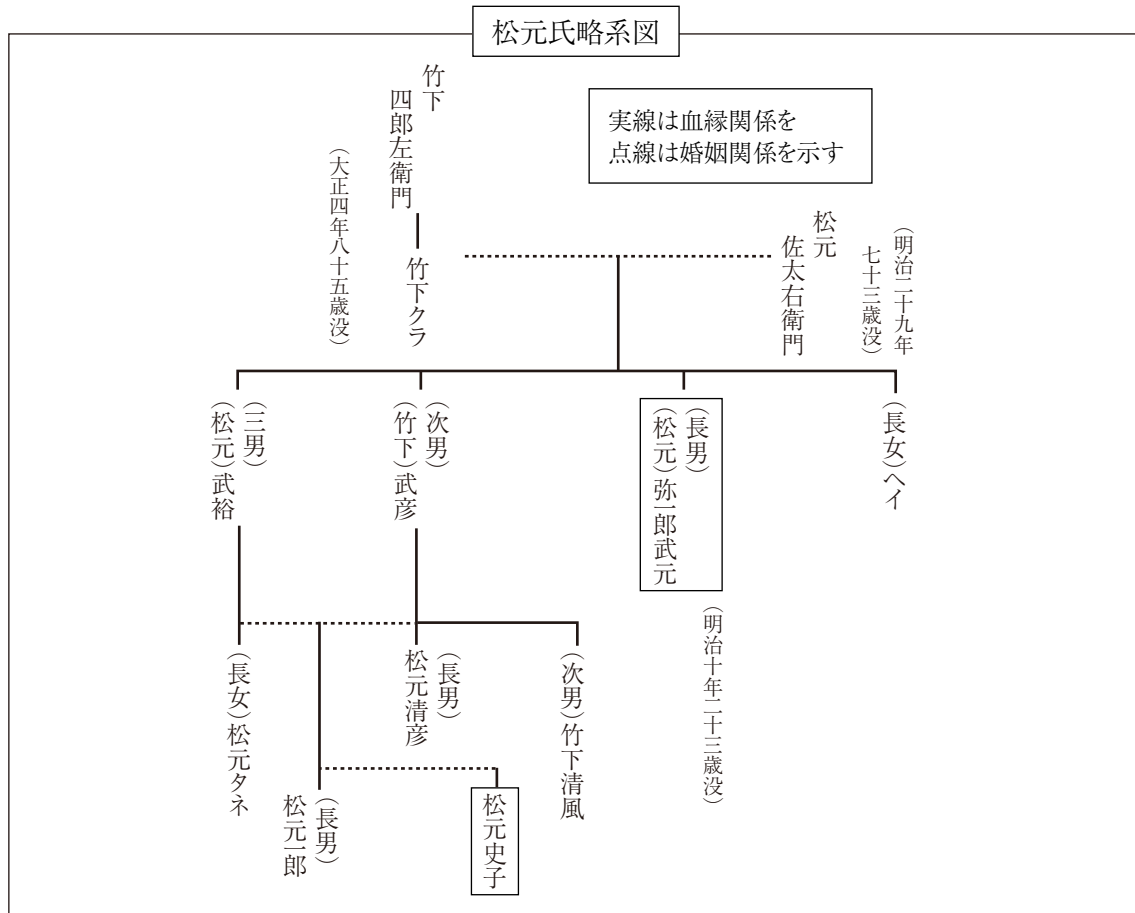 松元氏略系図
実線は血縁関係を
点線は婚姻関係を示す
（明治二十九年
七十三歳没）
松元
佐太右衛門
竹下
四郎左衛門
竹下クラ
（大正四年八十五歳没）
（長女）ヘイ
（長男）
（松元）弥一郎武元
（明治十年二十三歳没）
（次男）
（竹下）武彦
（三男）
（松元）武裕
（次男）竹下清風
（長男）
松元清彦
（長女）松元タネ
松元史子
（長男）
松元一郎